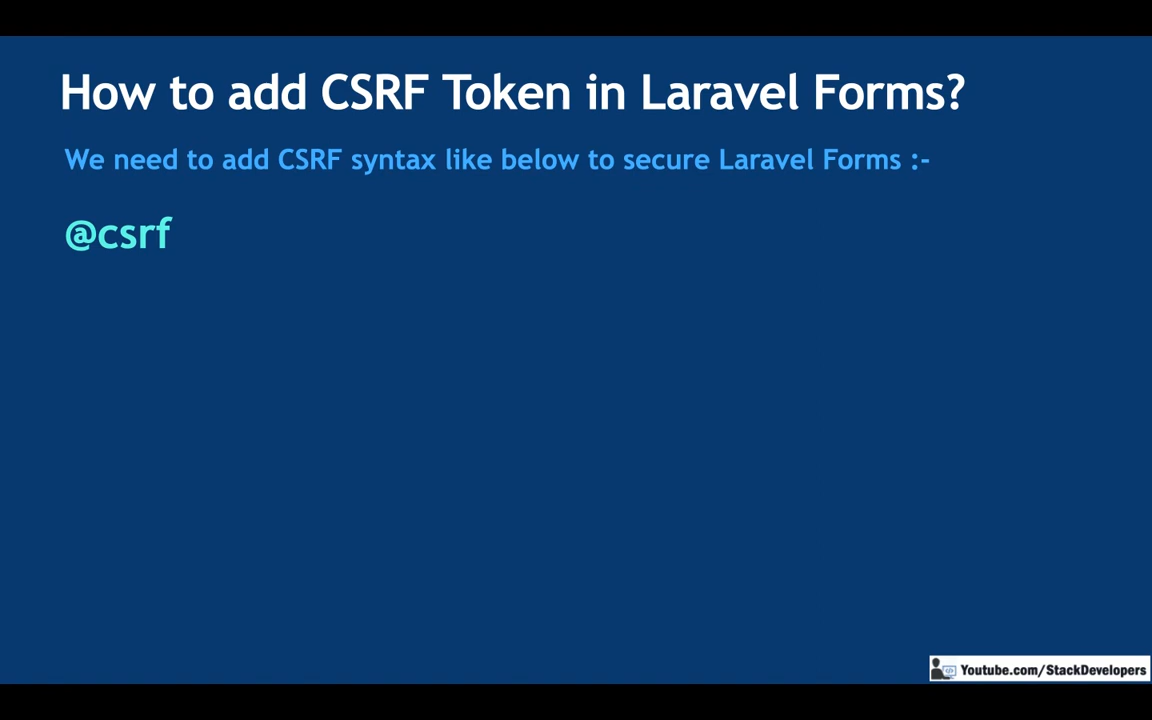 How to add CSRF Token in Laravel Forms?
We need to add CSRF syntax like below to secure Laravel Forms :-
@csrf
Youtube.com/StackDevelopers